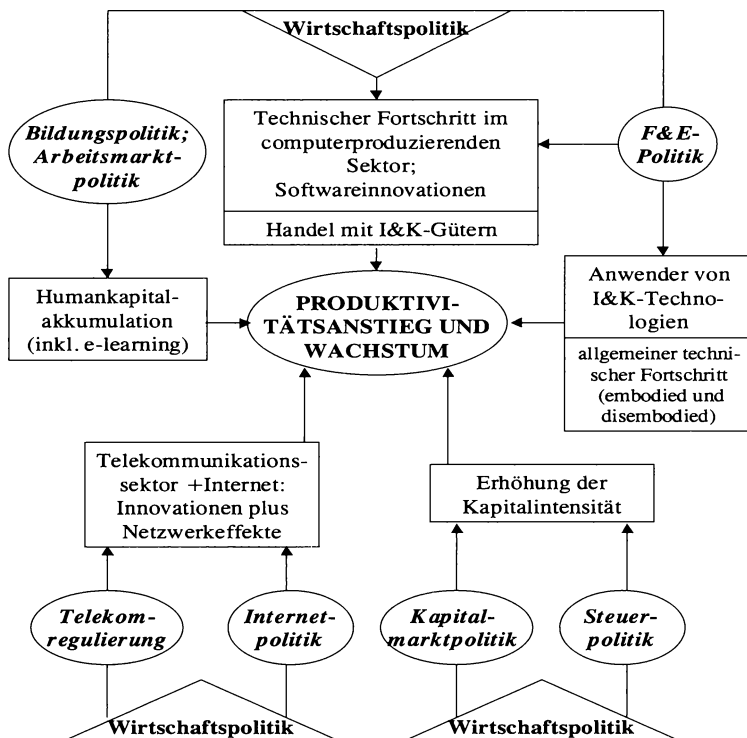 Wirtschaftspolitik
Bildungspolitik;
Arbeitsmarkt-
politik
Technischer Fortschritt im
computerproduzierenden
Sektor;
Softwareinnovationen
Handel mit I&K-Gütern
F&E-
Politik
Humankapital-
akkumulation
(inkl. e-learning)
PRODUKTIVI-
TÄTSANSTIEG UND
WACHSTUM
Anwender von
I&K-Techno-
logien
allgemeiner techni-
scher Fortschritt
(embodied und
disembodied)
Telekommunikations-
sektor +Internet:
Innovationen plus
Netzwerkeffekte
Erhöhung der
Kapitalintensität
Telekom-
regulierung
Internet-
politik
Kapital-
marktpolitik
Steuer-
politik
Wirtschaftspolitik
Wirtschaftspolitik